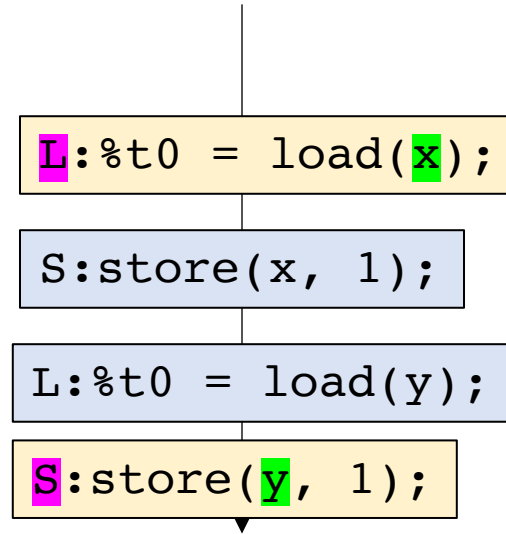 L:%t0 = load(x);
S:store(x, 1);
L:%t0 = load(y);
S:store(y, 1);